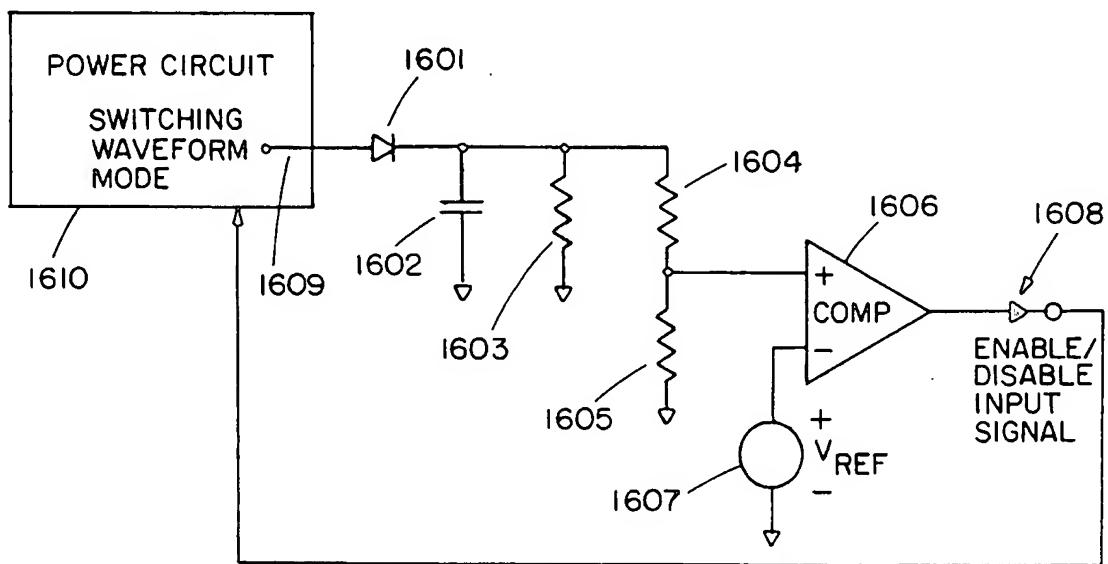 POWER CIRCUIT
SWITCHING
WAVEFORM
MODE
1601
1602
1603
1604
1605
1606
+
COMP
−
1607
+
V REF
−
1608
ENABLE/
DISABLE
INPUT
SIGNAL
1609
1610